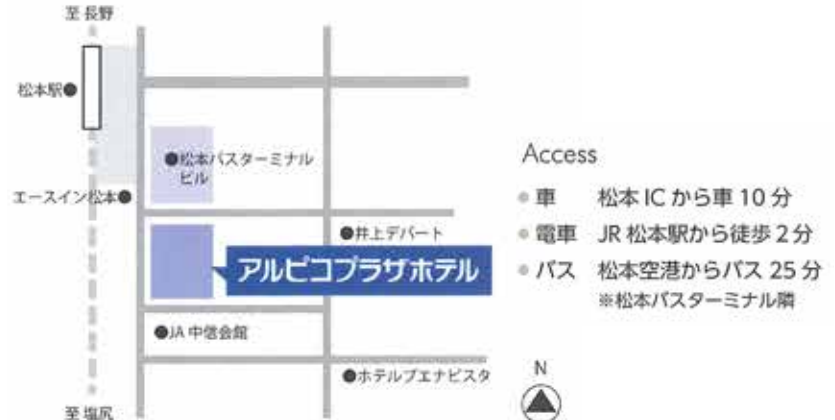 至 長野
松本駅
松本バスターミナル
ビル
エースイン松本
井上デパート
アルピコプラザホテル
JA 中信会館
ホテルブエナビスタ
至 塩尻
N
Access
車 松本 IC から車 10 分
電車 JR 松本駅から徒歩 2 分
バス 松本空港からバス 25 分
※松本バスターミナル隣